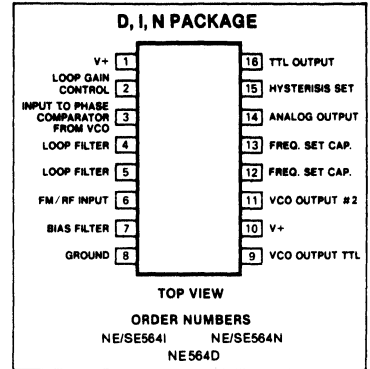 D, I, N PACKAGE
V+ 1
LOOP GAIN
CONTROL 2
INPUT TO PHASE
COMPARATOR 3
FROM VCO
LOOP FILTER 4
LOOP FILTER 5
FM/RF INPUT 6
BIAS FILTER 7
GROUND 8
16 TTL OUTPUT
15 HYSTERISIS SET
14 ANALOG OUTPUT
13 FREQ. SET CAP.
12 FREQ. SET CAP.
11 VCO OUTPUT #2
10 V+
9 VCO OUTPUT TTL
TOP VIEW
ORDER NUMBERS
NE/SE564I NE/SE564N
NE564D